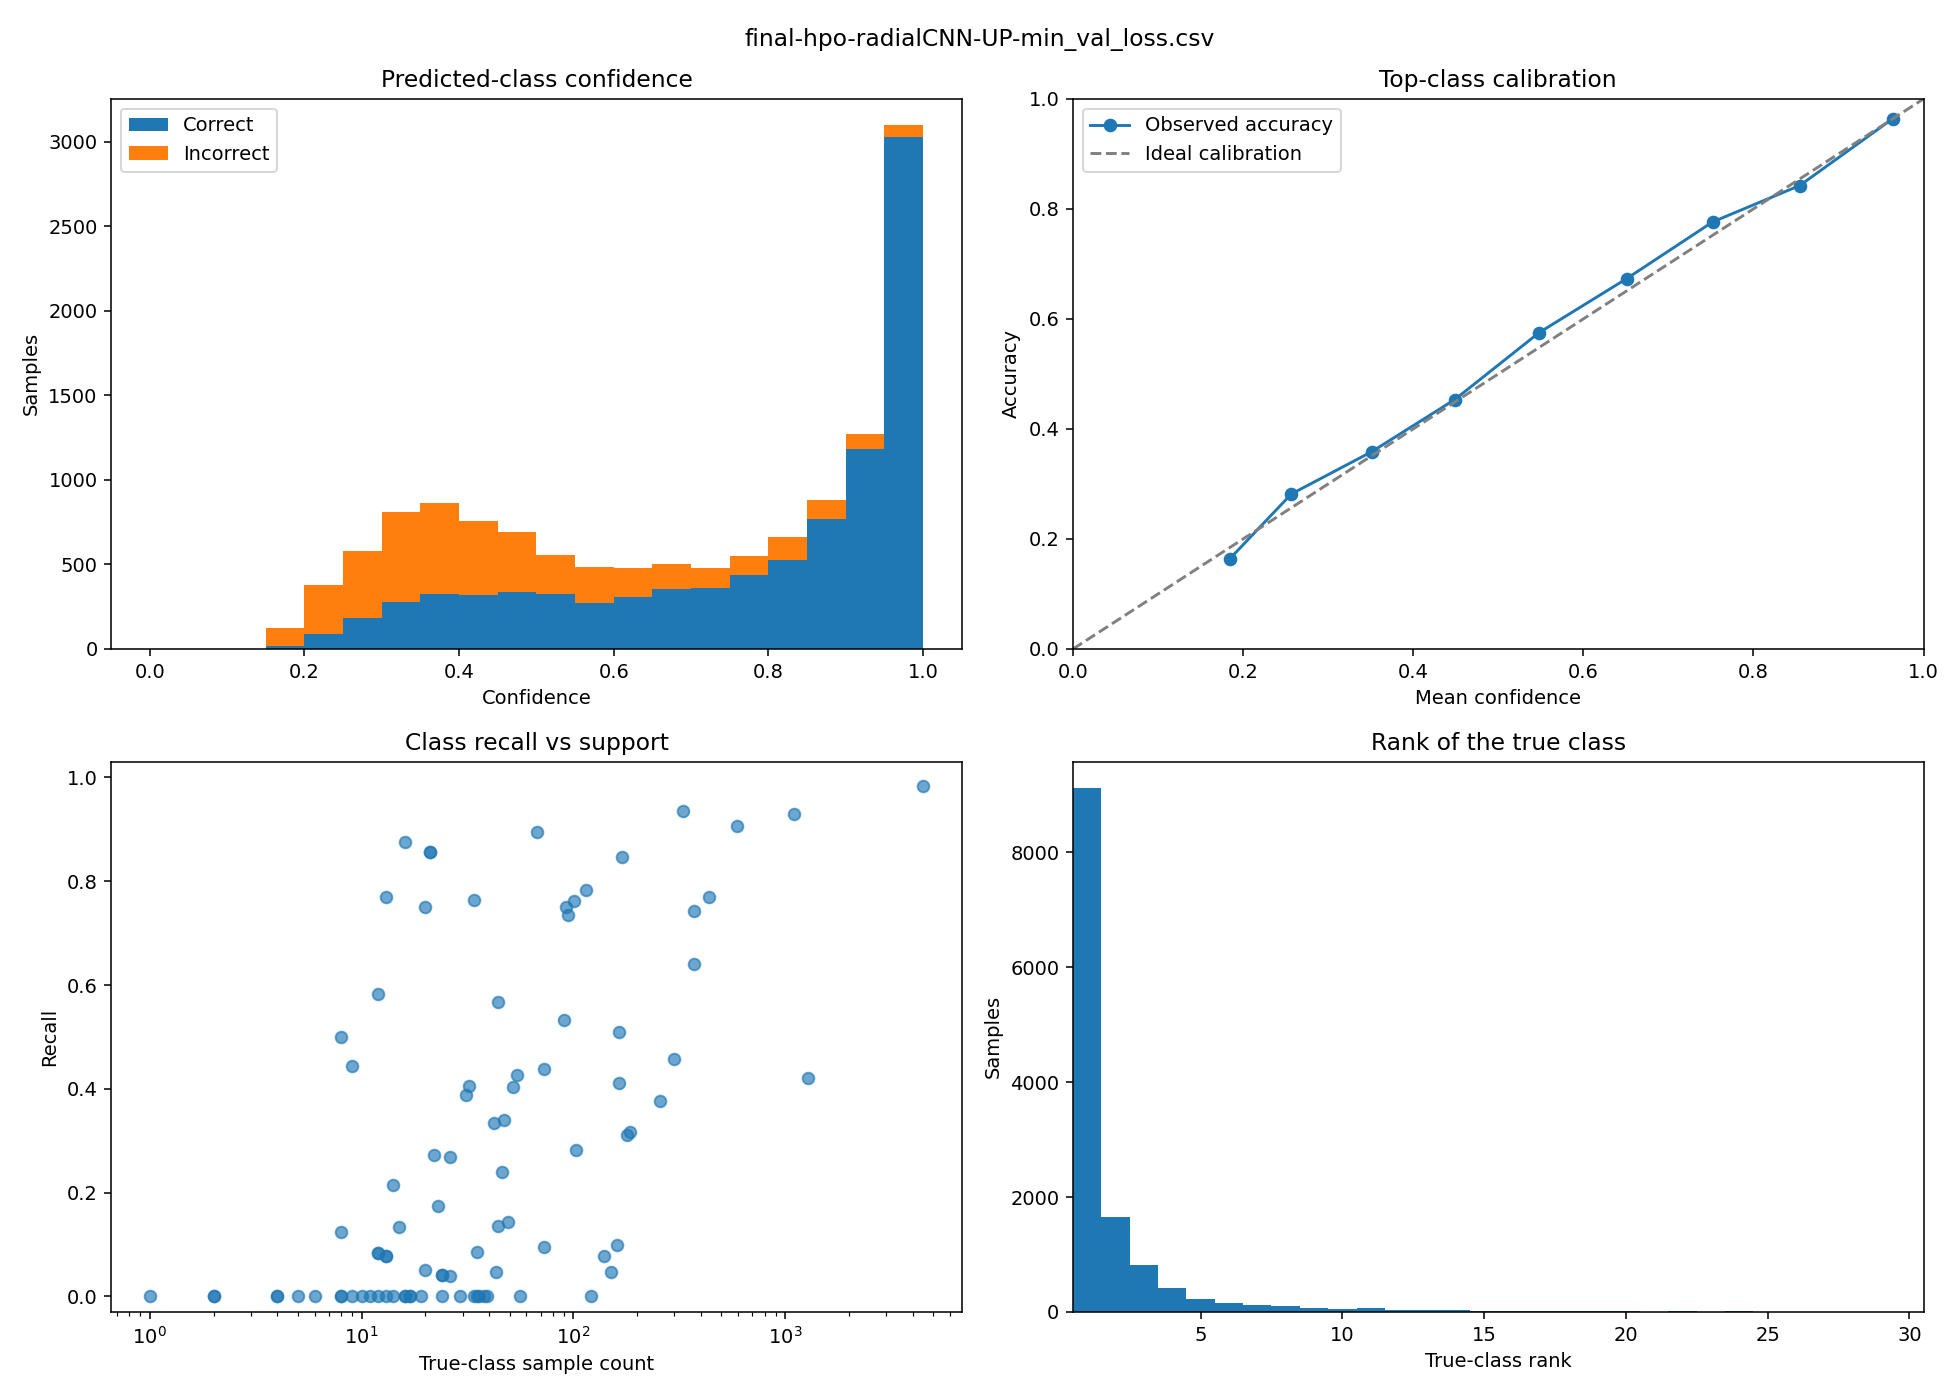 final-hpo-radialCNN-UP-min_val_loss.csv
Predicted-class confidence
Correct
Incorrect
Samples
3000
2500
2000
1500
1000
500
0
0.0 0.2 0.4 0.6 0.8 1.0
Confidence
Top-class calibration
Observed accuracy
Ideal calibration
Accuracy
1.0
0.8
0.6
0.4
0.2
0.0
0.0 0.2 0.4 0.6 0.8 1.0
Mean confidence
Class recall vs support
Recall
1.0
0.8
0.6
0.4
0.2
0.0
10⁰ 10¹ 10² 10³
True-class sample count
Rank of the true class
Samples
8000
6000
4000
2000
0
5 10 15 20 25 30
True-class rank